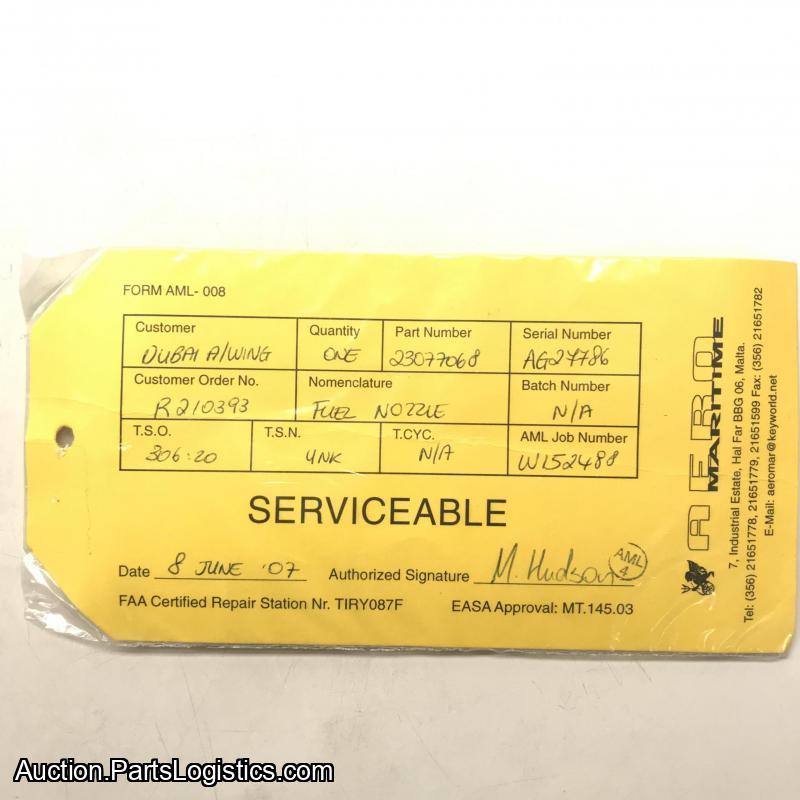 FORM AML- 008
Customer Quantity Part Number Serial Number
DUBAI A/WING ONE 23077068 AG27786
Customer Order No. Nomenclature Batch Number
R210393 FUEL NOZZLE N/A
T.S.O. T.S.N. T.CYC. AML Job Number
306:20 UNK N/A W152488
SERVICEABLE
Date 8 JUNE '07 Authorized Signature M. Hudson AML 4
FAA Certified Repair Station Nr. TIRY087F EASA Approval: MT.145.03
AERO
MARITIME
7, Industrial Estate, Hal Far BBG 06, Malta.
Tel: (356) 21651778, 21651779, 21651599 Fax: (356) 21651782
E-Mail: aeromar@keyworld.net
Auction.PartsLogistics.com